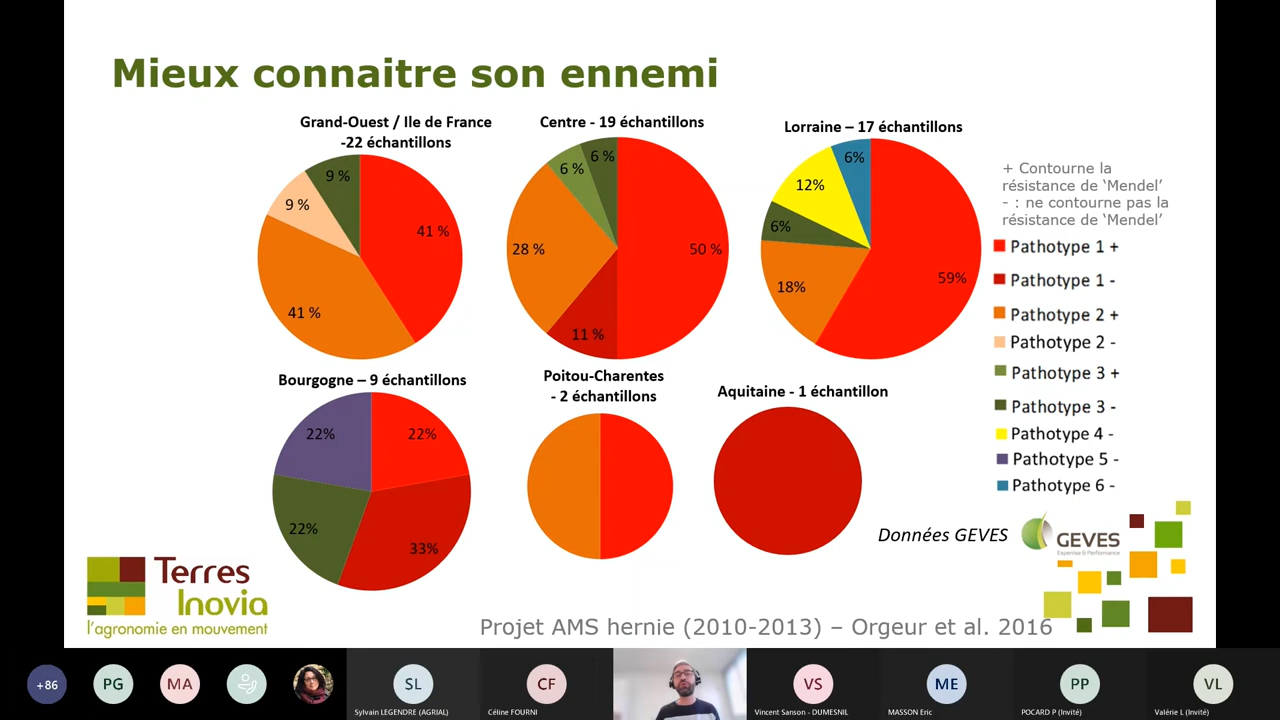 Mieux connaitre son ennemi
Grand-Ouest / Ile de France
-22 échantillons
9 %
9 %
41 %
41 %
Centre - 19 échantillons
6 %
6 %
28 %
50 %
11 %
Lorraine – 17 échantillons
6%
12%
6%
18%
59%
+ Contourne la
résistance de ‘Mendel’
- : ne contourne pas la
résistance de ‘Mendel’
Pathotype 1 +
Pathotype 1 -
Pathotype 2 +
Pathotype 2 -
Pathotype 3 +
Pathotype 3 -
Pathotype 4 -
Pathotype 5 -
Pathotype 6 -
Bourgogne – 9 échantillons
22%
22%
22%
33%
Poitou-Charentes
- 2 échantillons
Aquitaine - 1 échantillon
Données GEVES
GEVES
Expertise & Performance
Terres
Inovia
l’agronomie en mouvement
Projet AMS hernie (2010-2013) – Orgeur et al. 2016
+86
PG
MA
SL
Sylvain LEGENDRE (AGRIAL)
CF
Céline FOURNI
VS
Vincent Sanson - DUMESNIL
ME
MASSON Eric
PP
POCARD P (Invité)
VL
Valérie L (Invité)